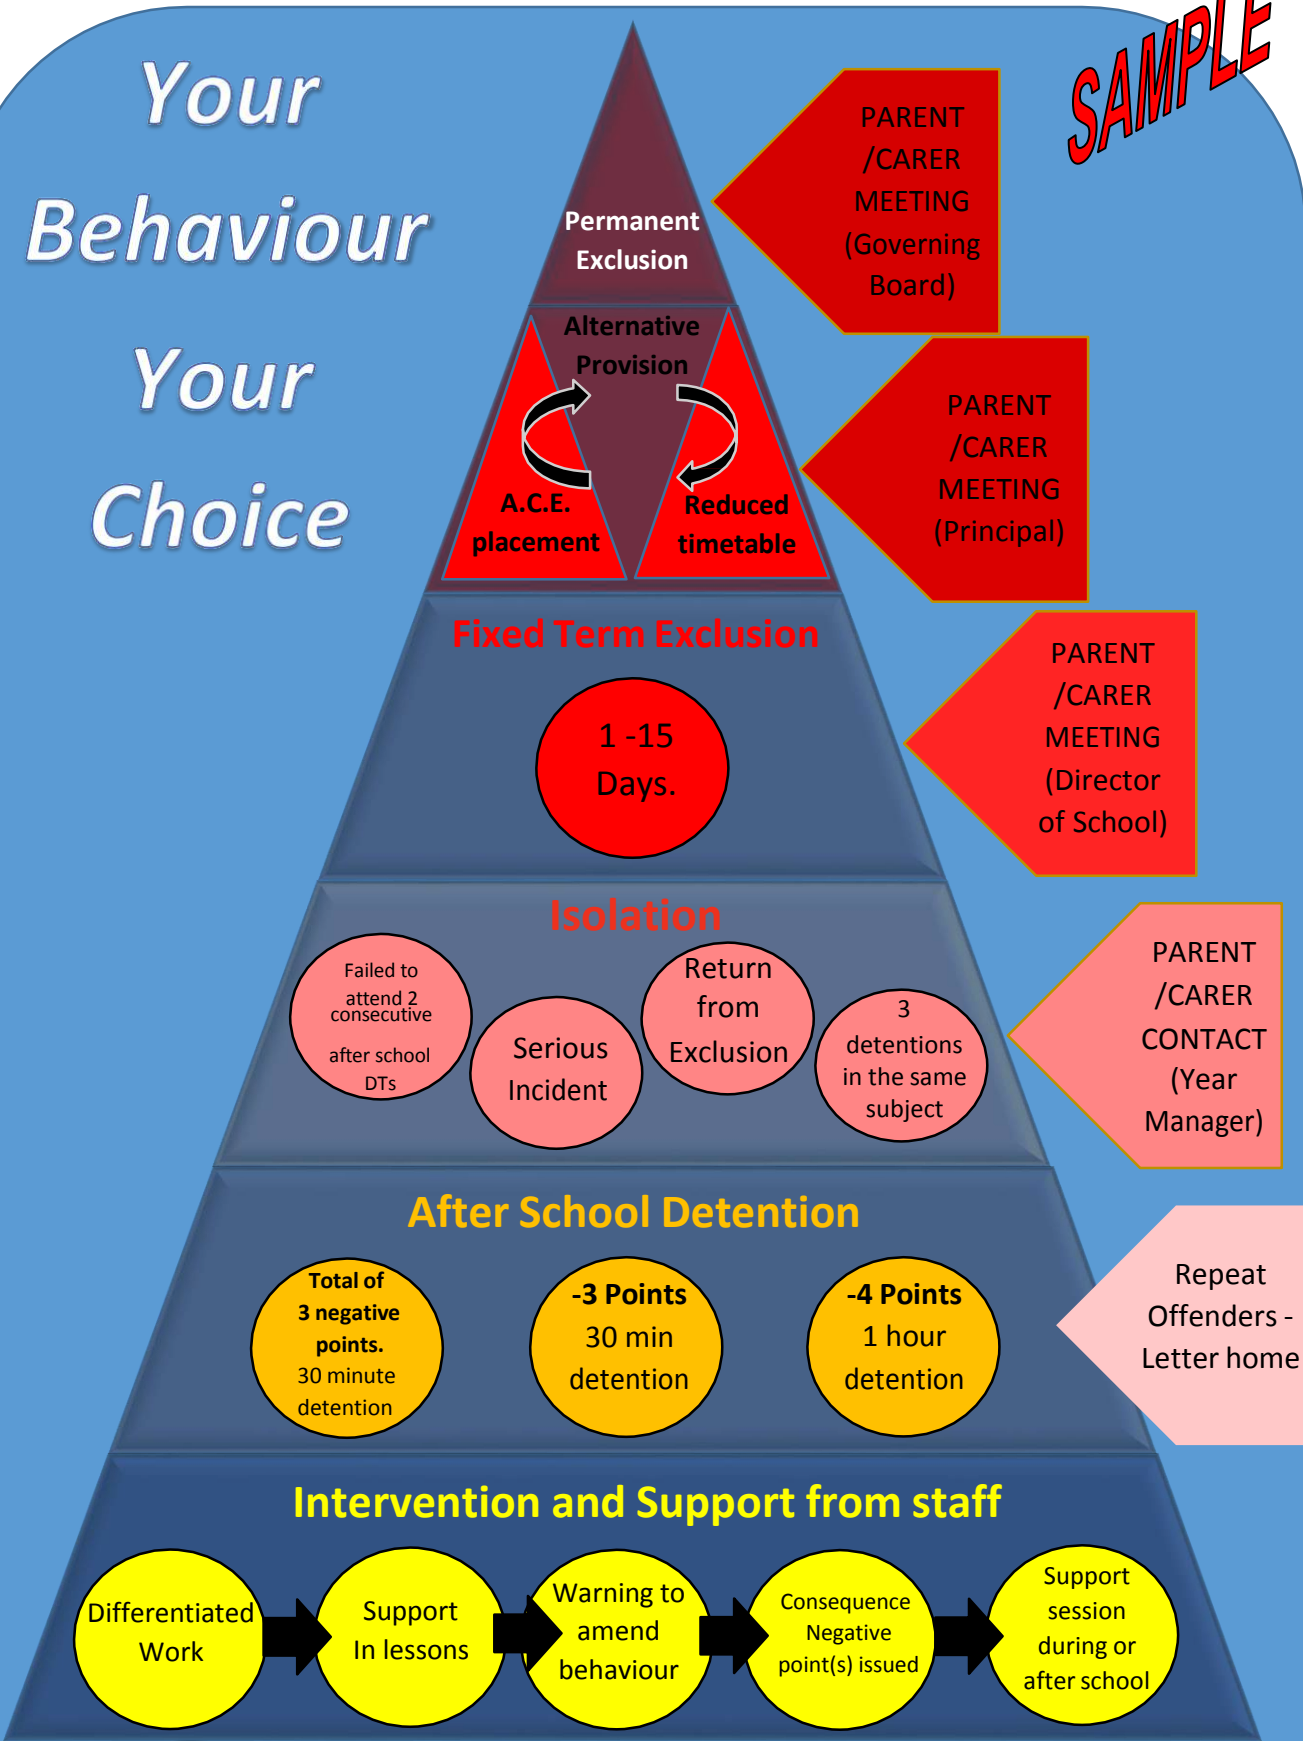 Your
Behaviour
Your
Choice
SAMPLE
Permanent
Exclusion
PARENT
/CARER
MEETING
(Governing
Board)
Alternative
Provision
A.C.E.
placement
Reduced
timetable
PARENT
/CARER
MEETING
(Principal)
Fixed Term Exclusion
1 -15
Days.
PARENT
/CARER
MEETING
(Director
of School)
Isolation
Failed to
attend 2
consecutive
after school
DTs
Serious
Incident
Return
from
Exclusion
3
detentions
in the same
subject
PARENT
/CARER
CONTACT
(Year
Manager)
After School Detention
Total of
3 negative
points.
30 minute
detention
-3 Points
30 min
detention
-4 Points
1 hour
detention
Repeat
Offenders -
Letter home
Intervention and Support from staff
Differentiated
Work
Support
In lessons
Warning to
amend
behaviour
Consequence
Negative
point(s) issued
Support
session
during or
after school